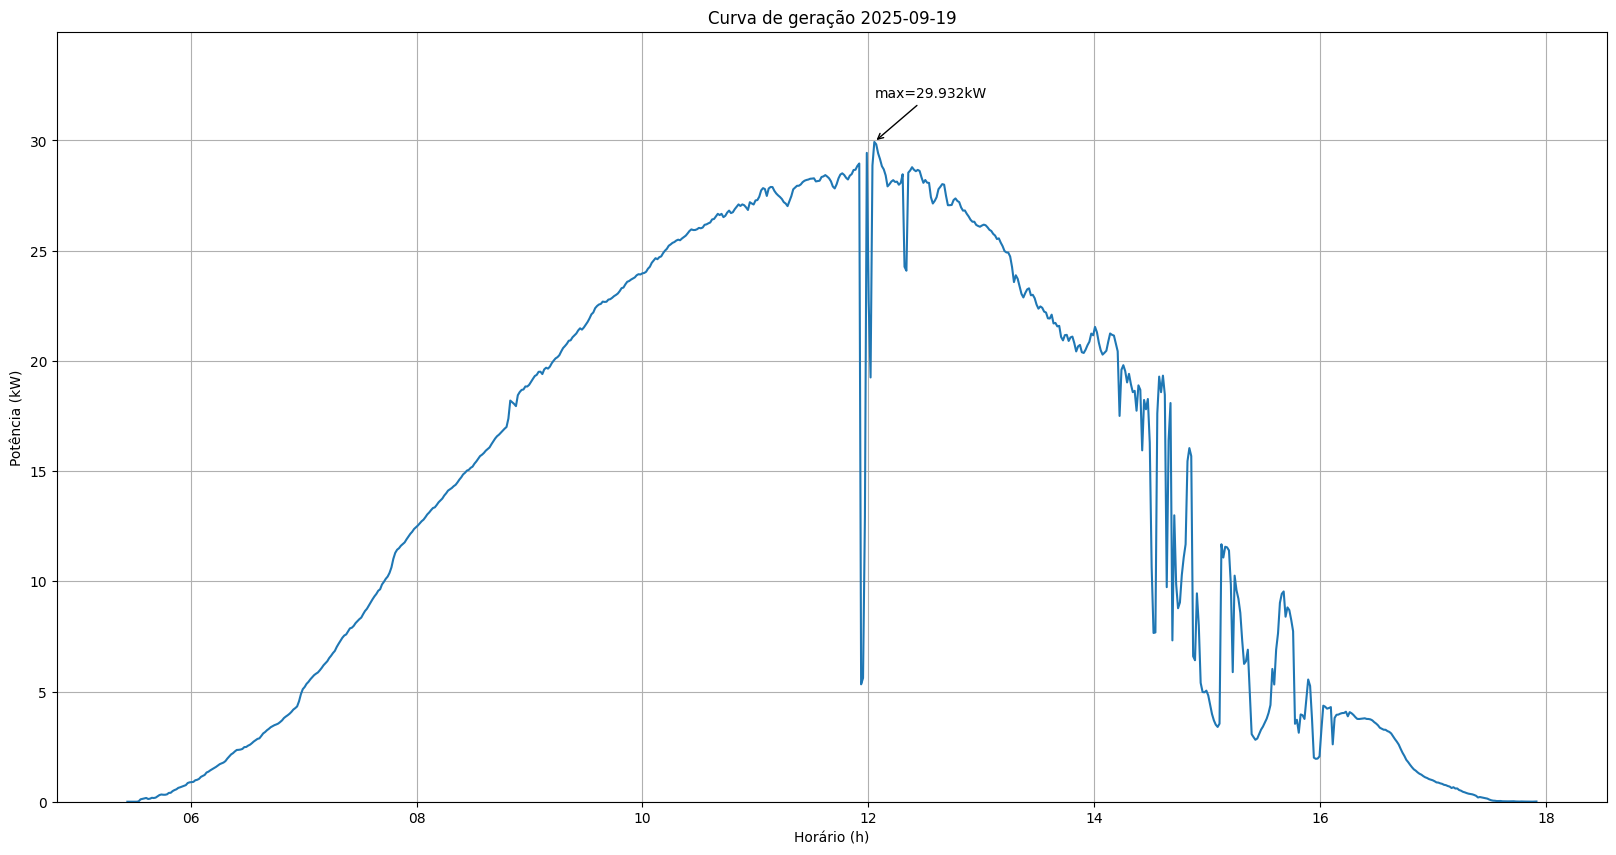 Curva de geração 2025-09-19
max=29.932kW
Potência (kW)
30
25
20
15
10
5
0
06 08 10 12 14 16 18
Horário (h)